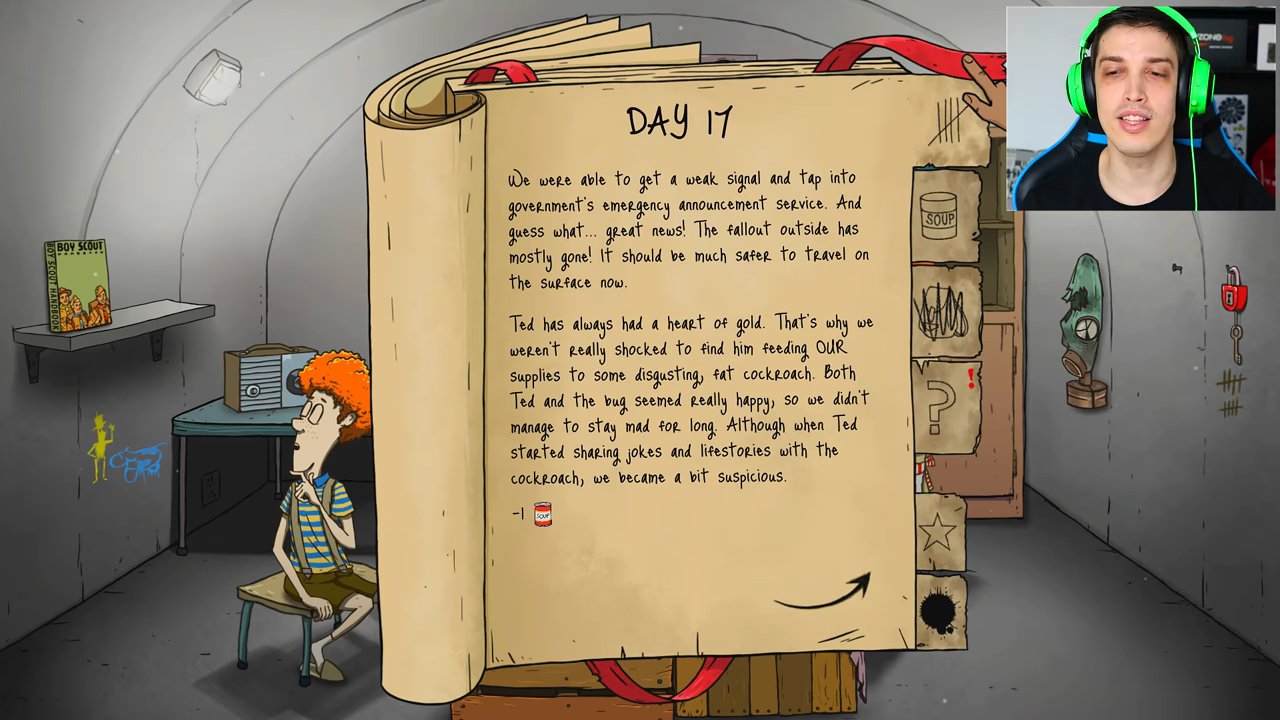 DAY 17
We were able to get a weak signal and tap into
government's emergency announcement service. And
guess what... great news! The fallout outside has
mostly gone! It should be much safer to travel on
the surface now.
Ted has always had a heart of gold. That's why we
weren't really shocked to find him feeding OUR
supplies to some disgusting, fat cockroach. Both
Ted and the bug seemed really happy, so we didn't
manage to stay mad for long. Although when Ted
started sharing jokes and lifestories with the
cockroach, we became a bit suspicious.
-1
SOUP
SOUP
?
!
BOY SCOUT
HANDBOOK
BOY SCOUT HANDBOOK